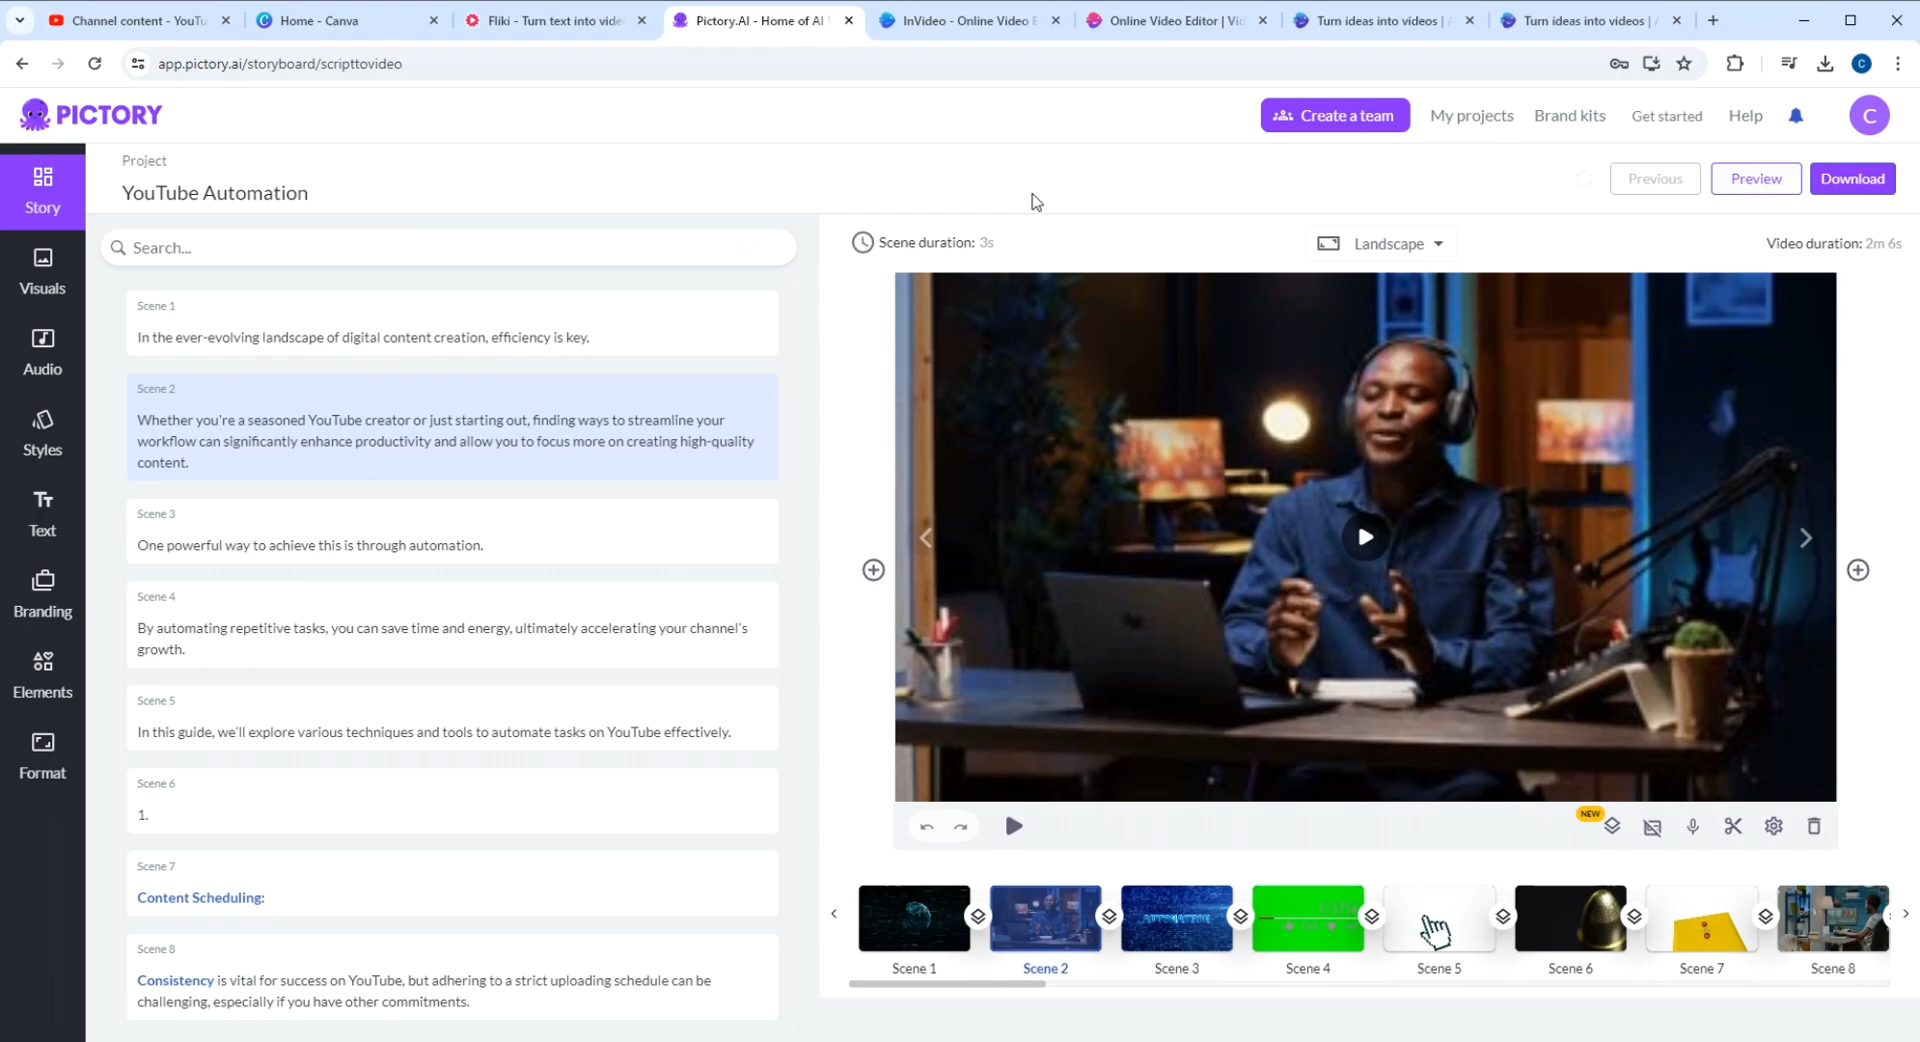 Channel content - YouTu
Home - Canva
Fliki - Turn text into vide
Pictory.AI - Home of AI
InVideo - Online Video E
Online Video Editor | Vi
Turn ideas into videos |
Turn ideas into videos |
app.pictory.ai/storyboard/scripttovideo
C
PICTORY
Create a team
My projects
Brand kits
Get started
Help
C
Story
Visuals
Audio
Styles
Text
Branding
Elements
Format
Project
YouTube Automation
Previous
Preview
Download
Search...
Scene 1
In the ever-evolving landscape of digital content creation, efficiency is key.
Scene 2
Whether you're a seasoned YouTube creator or just starting out, finding ways to streamline your
workflow can significantly enhance productivity and allow you to focus more on creating high-quality
content.
Scene 3
One powerful way to achieve this is through automation.
Scene 4
By automating repetitive tasks, you can save time and energy, ultimately accelerating your channel's
growth.
Scene 5
In this guide, we'll explore various techniques and tools to automate tasks on YouTube effectively.
Scene 6
1.
Scene 7
Content Scheduling:
Scene 8
Consistency is vital for success on YouTube, but adhering to a strict uploading schedule can be
challenging, especially if you have other commitments.
Scene duration: 3s
Landscape
Video duration: 2m 6s
NEW
Scene 1
Scene 2
Scene 3
Scene 4
Scene 5
Scene 6
Scene 7
Scene 8